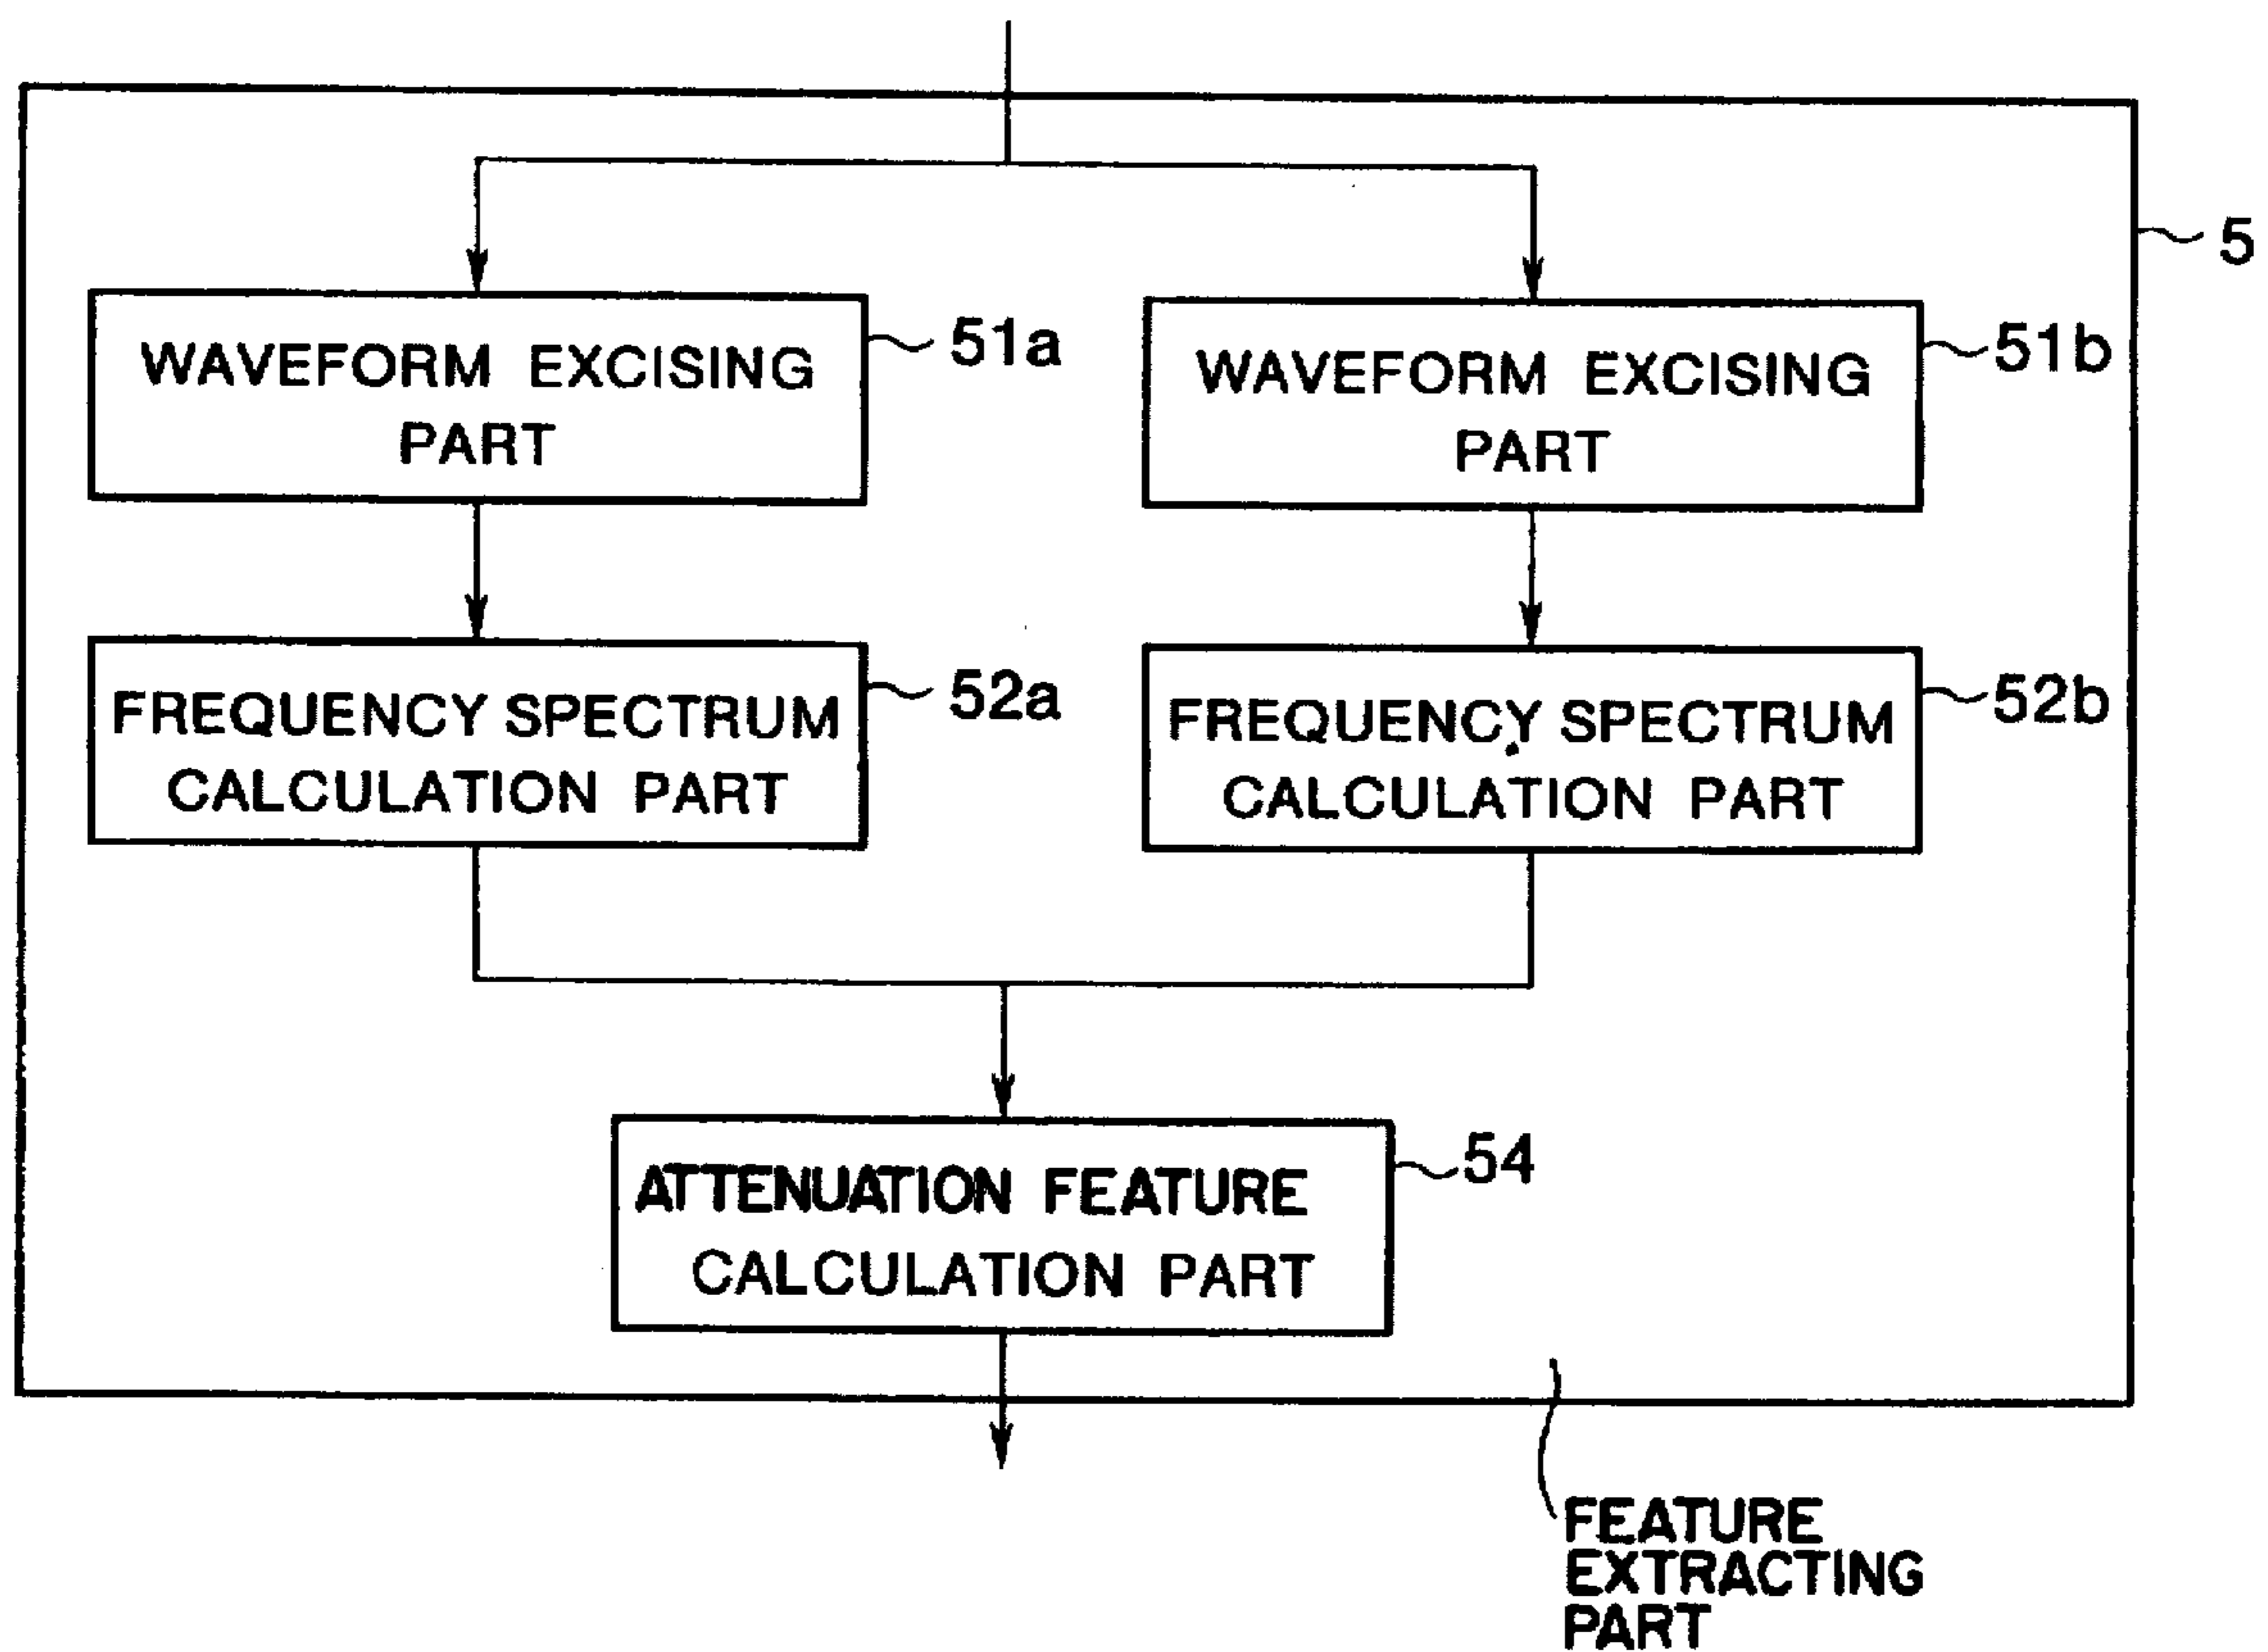 5
WAVEFORM EXCISING
PART
51a
WAVEFORM EXCISING
PART
51b
FREQUENCY SPECTRUM
CALCULATION PART
52a
FREQUENCY SPECTRUM
CALCULATION PART
52b
ATTENUATION FEATURE
CALCULATION PART
54
FEATURE
EXTRACTING
PART